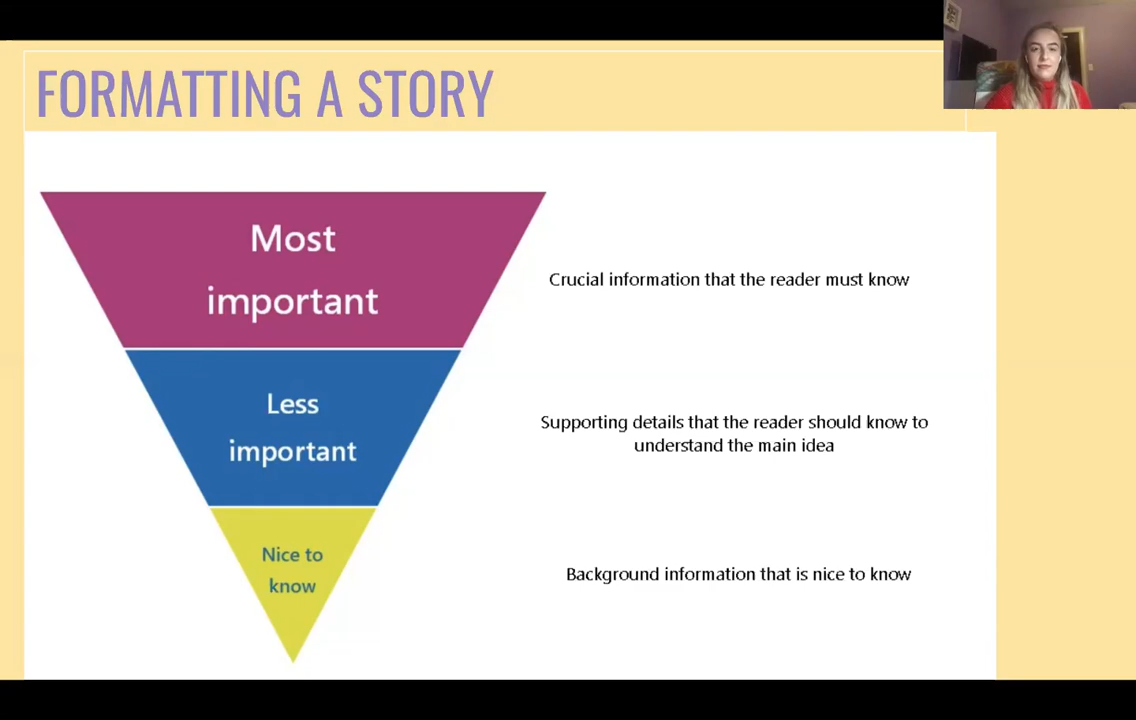 FORMATTING A STORY
Most
important
Crucial information that the reader must know
Less
important
Supporting details that the reader should know to
understand the main idea
Nice to
know
Background information that is nice to know